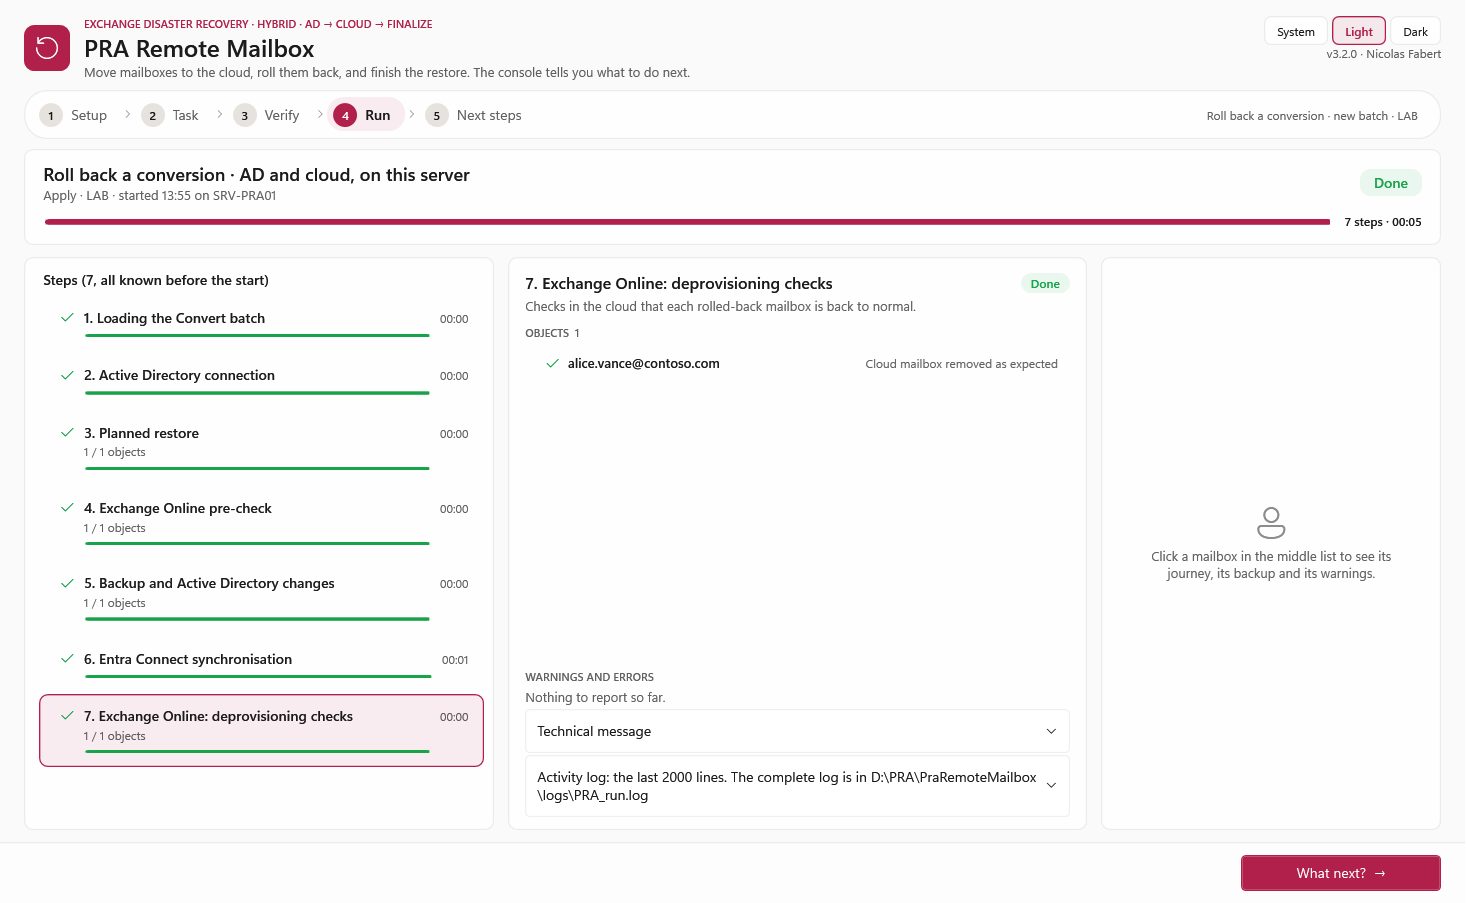 EXCHANGE DISASTER RECOVERY · HYBRID · AD → CLOUD → FINALIZE
PRA Remote Mailbox
Move mailboxes to the cloud, roll them back, and finish the restore. The console tells you what to do next.
System
Light
Dark
v3.2.0 · Nicolas Fabert
1 Setup
2 Task
3 Verify
4 Run
5 Next steps
Roll back a conversion · new batch · LAB
Roll back a conversion · AD and cloud, on this server
Apply · LAB · started 13:55 on SRV-PRA01
Done
7 steps · 00:05
Steps (7, all known before the start)
1. Loading the Convert batch 00:00
2. Active Directory connection 00:00
3. Planned restore 00:00
1 / 1 objects
4. Exchange Online pre-check 00:00
1 / 1 objects
5. Backup and Active Directory changes 00:00
1 / 1 objects
6. Entra Connect synchronisation 00:01
7. Exchange Online: deprovisioning checks 00:00
1 / 1 objects
7. Exchange Online: deprovisioning checks Done
Checks in the cloud that each rolled-back mailbox is back to normal.
OBJECTS 1
alice.vance@contoso.com Cloud mailbox removed as expected
WARNINGS AND ERRORS
Nothing to report so far.
Technical message
Activity log: the last 2000 lines. The complete log is in D:\PRA\PraRemoteMailbox
\logs\PRA_run.log
Click a mailbox in the middle list to see its
journey, its backup and its warnings.
What next? →